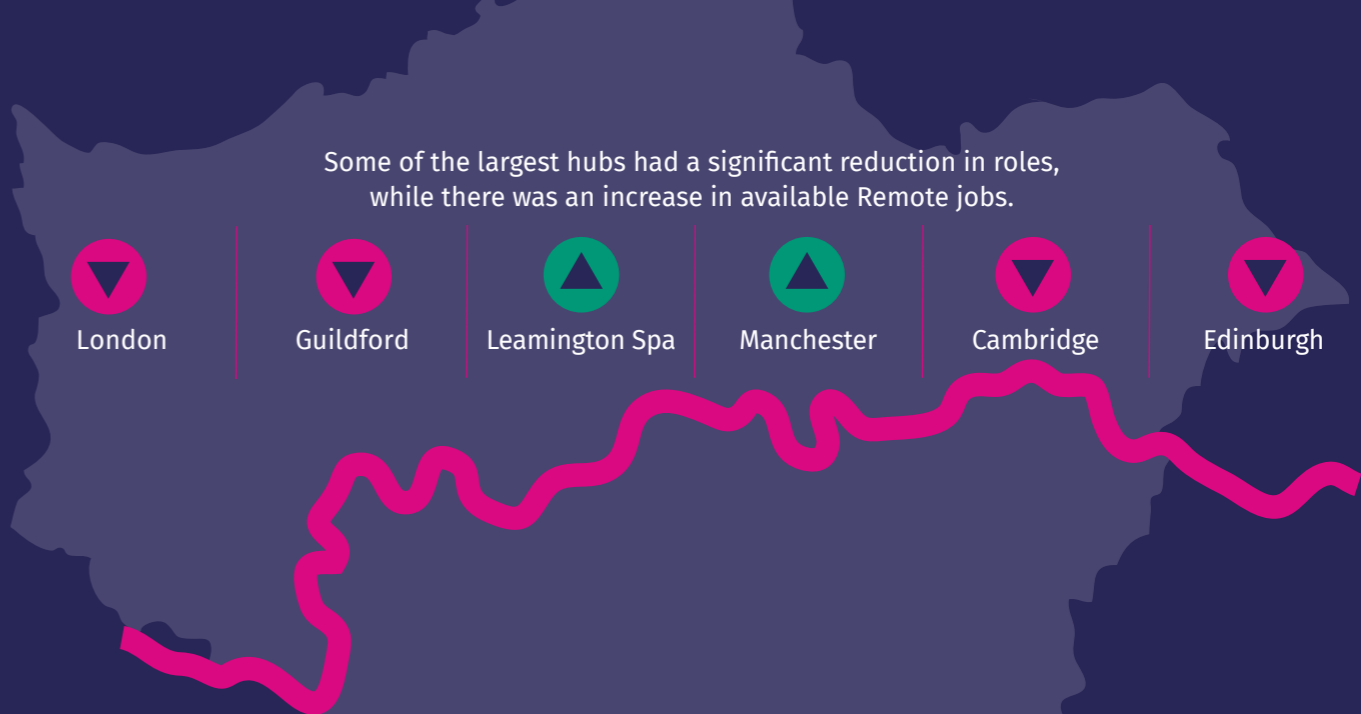 Some of the largest hubs had a significant reduction in roles,
while there was an increase in available Remote jobs.
London
Guildford
Leamington Spa
Manchester
Cambridge
Edinburgh